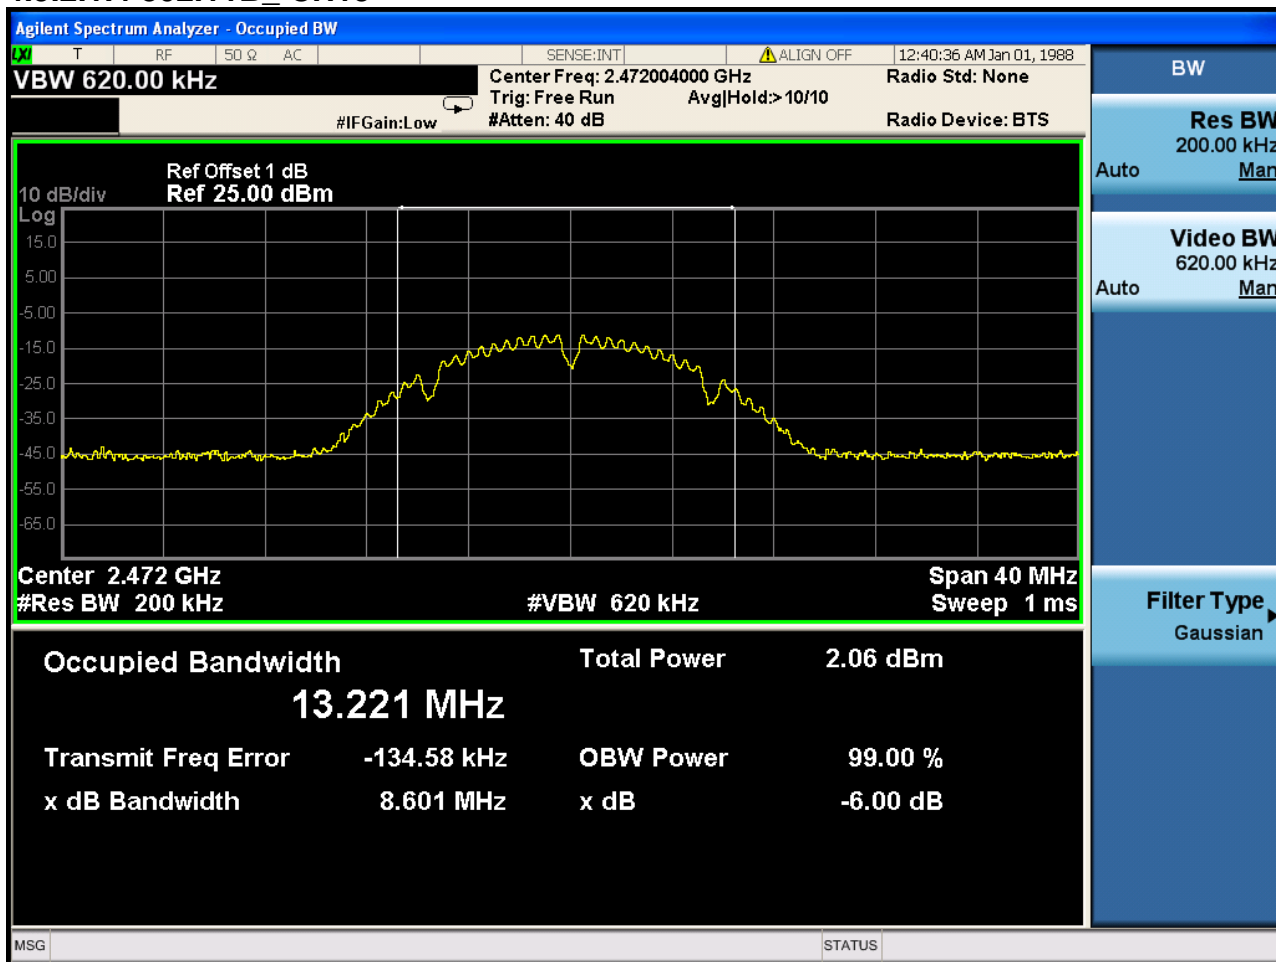 Agilent Spectrum Analyzer - Occupied BW
LXI T RF 50 Ω AC SENSE:INT ALIGN OFF 12:40:36 AM Jan 01, 1988
VBW 620.00 kHz
Center Freq: 2.472004000 GHz Radio Std: None
Trig: Free Run Avg|Hold:>10/10
#IFGain:Low #Atten: 40 dB Radio Device: BTS
Ref Offset 1 dB
10 dB/div Ref 25.00 dBm
Log
15.0
5.00
-5.00
-15.0
-25.0
-35.0
-45.0
-55.0
-65.0
Center 2.472 GHz Span 40 MHz
#Res BW 200 kHz #VBW 620 kHz Sweep 1 ms
Occupied Bandwidth Total Power 2.06 dBm
13.221 MHz
Transmit Freq Error -134.58 kHz OBW Power 99.00 %
x dB Bandwidth 8.601 MHz x dB -6.00 dB
MSG STATUS
BW
Res BW
200.00 kHz
Auto Man
Video BW
620.00 kHz
Auto Man
Filter Type
Gaussian